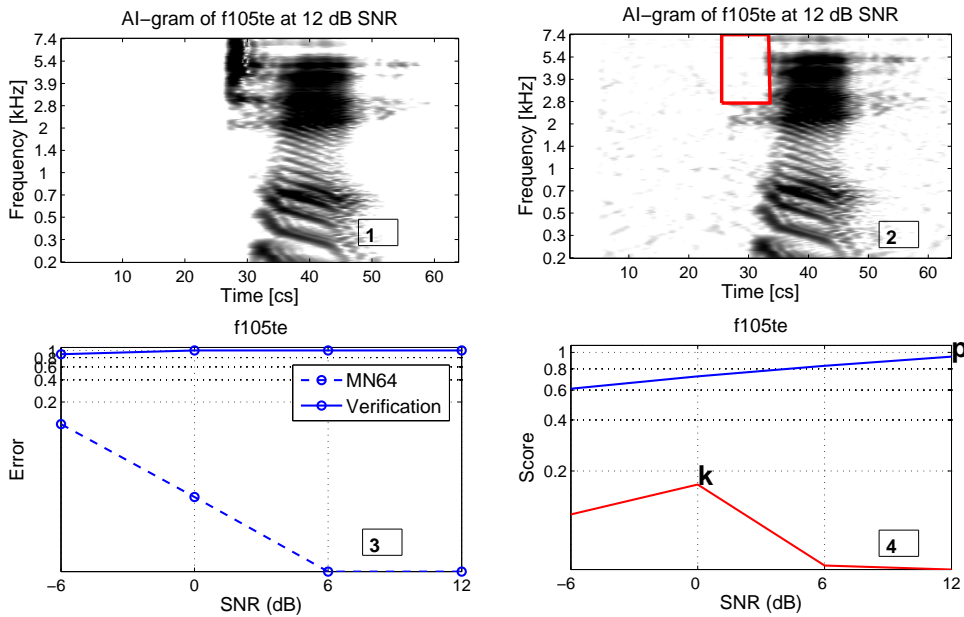 AI-gram of f105te at 12 dB SNR
7.4
5.4
3.9
2.8
2
1.4
1
0.7
0.5
0.3
0.2
Frequency [kHz]
10 20 30 40 50 60
Time [cs]
1
AI-gram of f105te at 12 dB SNR
7.4
5.4
3.9
2.8
2
1.4
1
0.7
0.5
0.3
0.2
Frequency [kHz]
10 20 30 40 50 60
Time [cs]
2
f105te
1
0.8
0.6
0.4
0.2
Error
MN64
Verification
3
−6 0 6 12
SNR (dB)
f105te
1
0.8
0.6
0.4
0.2
Score
p
k
4
−6 0 6 12
SNR (dB)